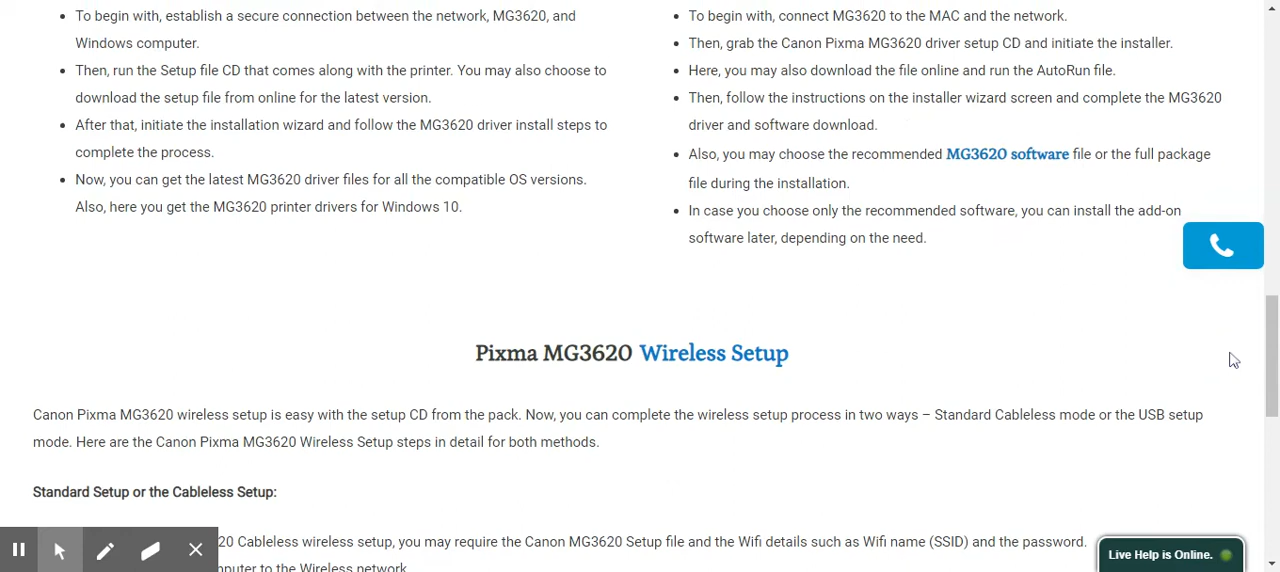 To begin with, establish a secure connection between the network, MG3620, and
Windows computer.
Then, run the Setup file CD that comes along with the printer. You may also choose to
download the setup file from online for the latest version.
After that, initiate the installation wizard and follow the MG3620 driver install steps to
complete the process.
Now, you can get the latest MG3620 driver files for all the compatible OS versions.
Also, here you get the MG3620 printer drivers for Windows 10.
To begin with, connect MG3620 to the MAC and the network.
Then, grab the Canon Pixma MG3620 driver setup CD and initiate the installer.
Here, you may also download the file online and run the AutoRun file.
Then, follow the instructions on the installer wizard screen and complete the MG3620
driver and software download.
Also, you may choose the recommended MG3620 software file or the full package
file during the installation.
In case you choose only the recommended software, you can install the add-on
software later, depending on the need.
Pixma MG3620 Wireless Setup
Canon Pixma MG3620 wireless setup is easy with the setup CD from the pack. Now, you can complete the wireless setup process in two ways – Standard Cableless mode or the USB setup
mode. Here are the Canon Pixma MG3620 Wireless Setup steps in detail for both methods.
Standard Setup or the Cableless Setup:
20 Cableless wireless setup, you may require the Canon MG3620 Setup file and the Wifi details such as Wifi name (SSID) and the password.
Live Help is Online.
mputer to the Wireless network